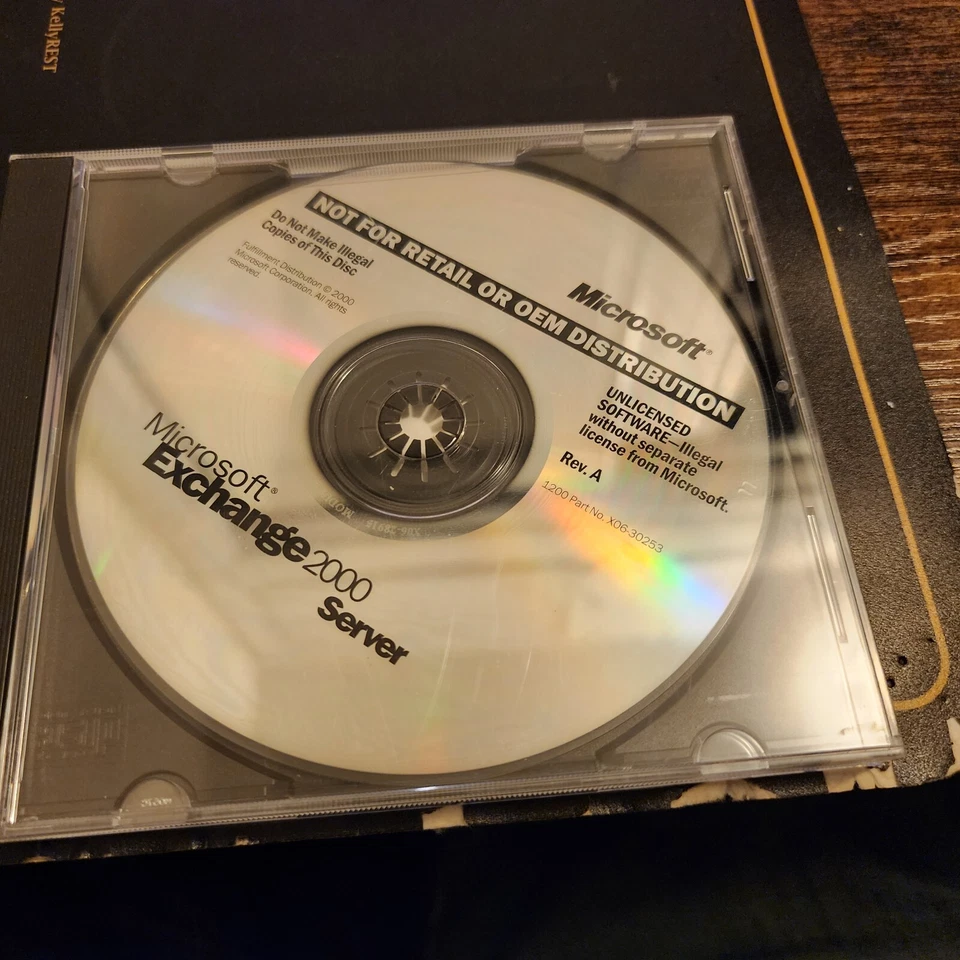 KellyREST
NOT FOR RETAIL OR OEM DISTRIBUTION
Do Not Make Illegal
Copies of This Disc
Fulfillment Distribution © 2000
Microsoft Corporation. All rights
reserved.
Microsoft®
UNLICENSED
SOFTWARE—Illegal
without separate
license from Microsoft.
Rev. A
1200 Part No. X06-30253
Microsoft®
Exchange 2000
Server